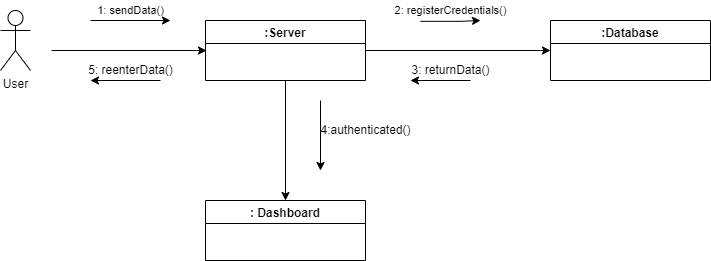 1: sendData()
2: registerCredentials()
:Server
:Database
5: reenterData()
3: returnData()
User
4:authenticated()
: Dashboard